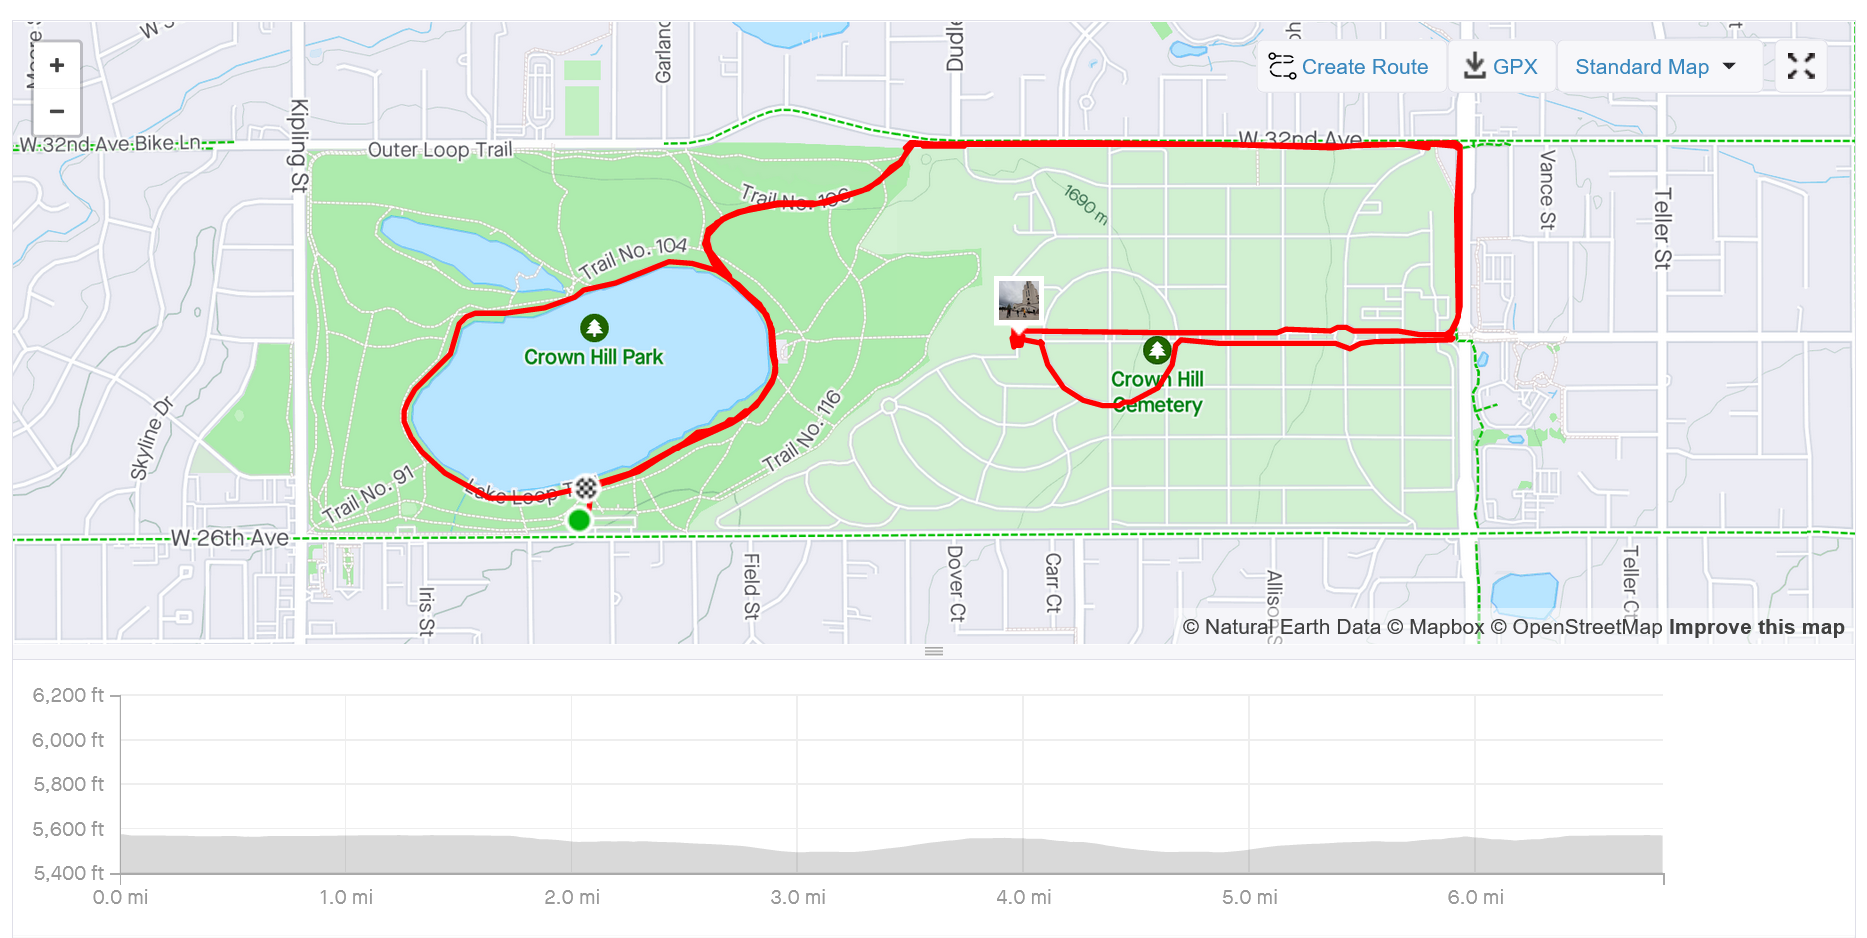 W 3
Garland
Dudle
+
−
Create Route
GPX
Standard Map
W 32nd Ave Bike Ln
Kipling St
Outer Loop Trail
W 32nd Ave
Vance St
Teller St
Trail No. 106
1690 m
Trail No. 104
Crown Hill Park
Crown Hill
Cemetery
Skyline Dr
Trail No. 116
Trail No. 91
Lake Loop T
W 26th Ave
Iris St
Field St
Dover Ct
Carr Ct
Allison S
Teller Ct
© Natural Earth Data © Mapbox © OpenStreetMap Improve this map
6,200 ft
6,000 ft
5,800 ft
5,600 ft
5,400 ft
0.0 mi 1.0 mi 2.0 mi 3.0 mi 4.0 mi 5.0 mi 6.0 mi